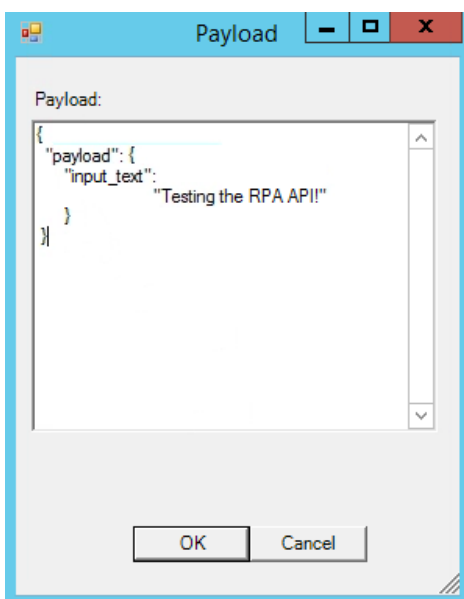 Payload
Payload:
{
"payload": {
"input_text":
"Testing the RPA API!"
}
}
OK
Cancel